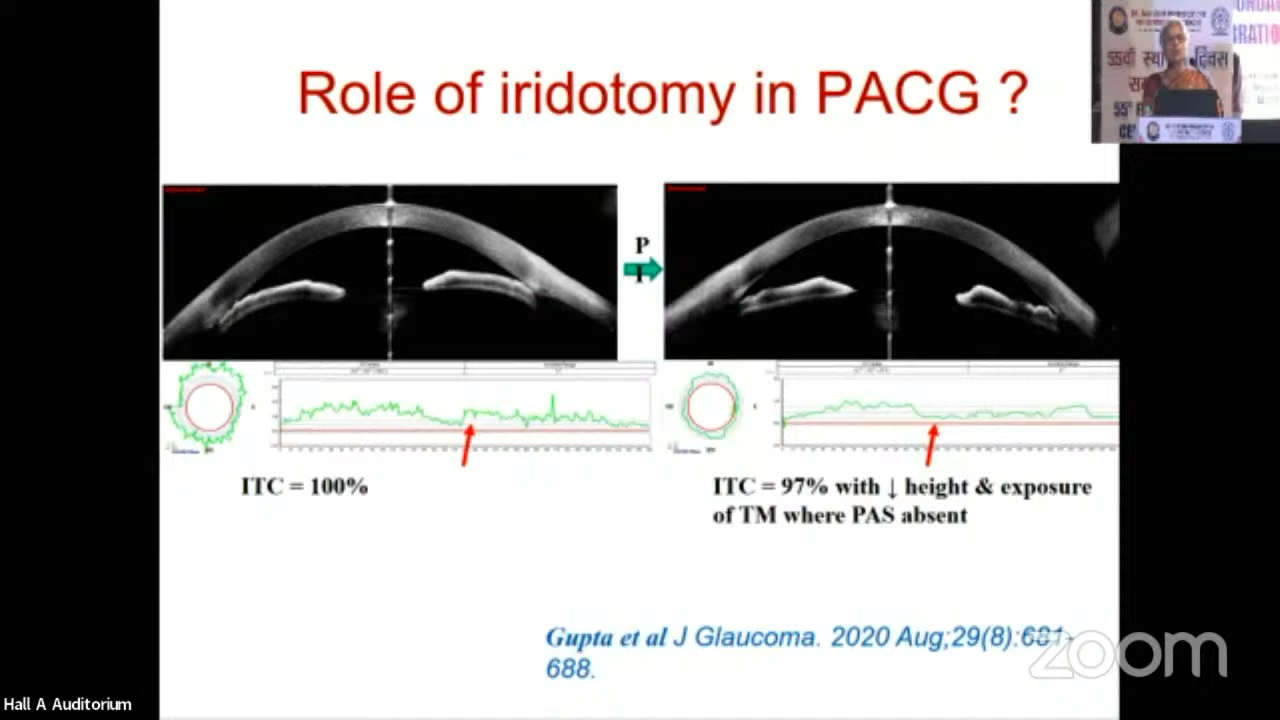 Role of iridotomy in PACG ?
P
I
ITC = 100%
ITC = 97% with ↓ height & exposure
of TM where PAS absent
Gupta et al J Glaucoma. 2020 Aug;29(8):681-
688.
zoom
Hall A Auditorium